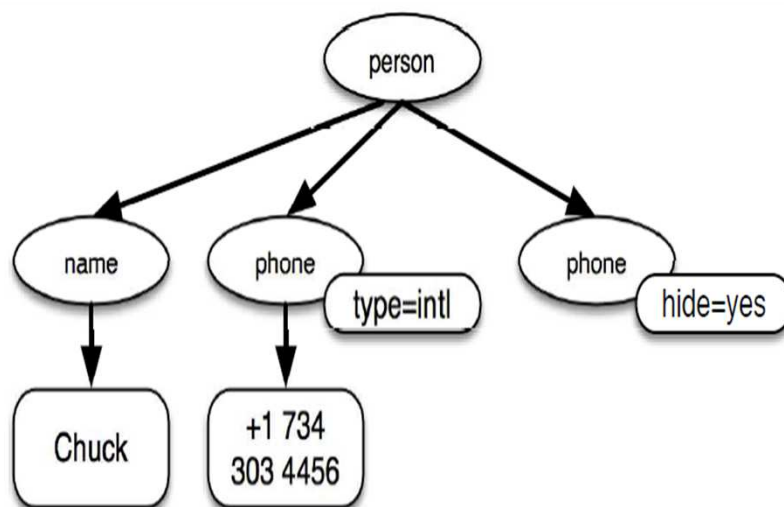 person
name
phone
type=intl
phone
hide=yes
Chuck
+1 734
303 4456